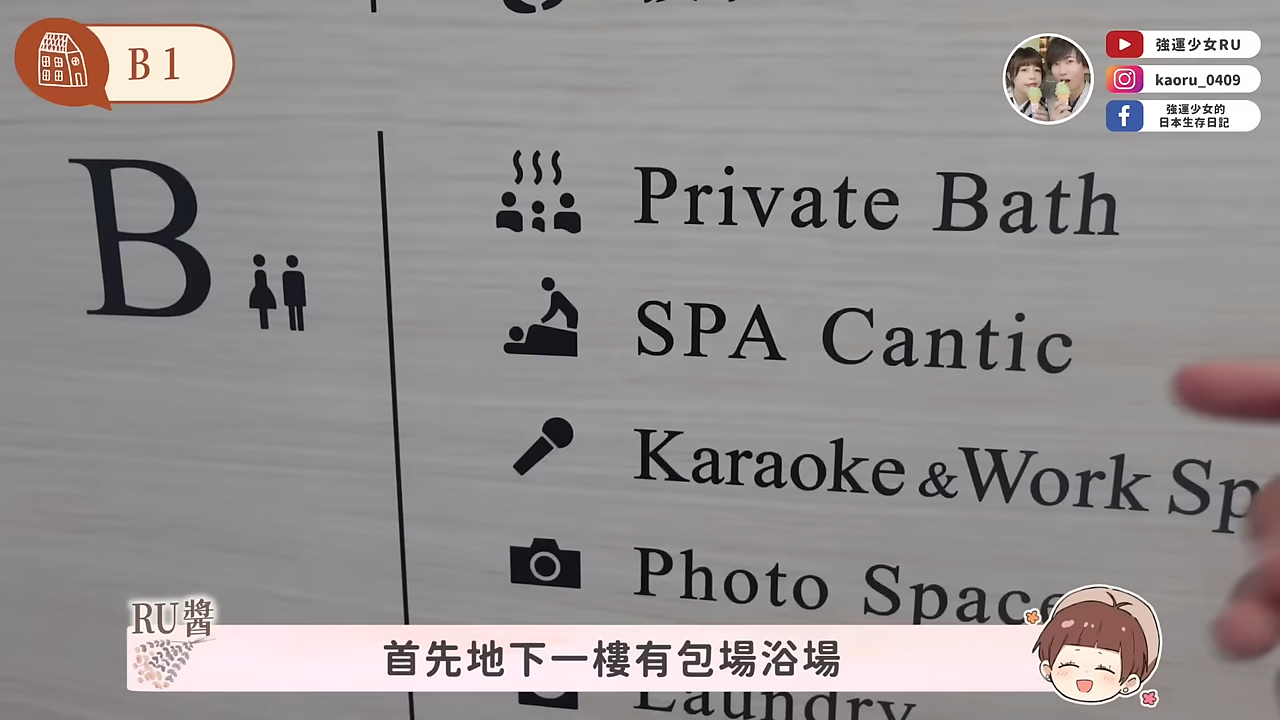 B1
強運少女RU
kaoru_0409
強運少女的
日本生存日記
B
Private Bath
SPA Cantic
Karaoke & Work Sp
Photo Space
RU醬
首先地下一樓有包場浴場
Laundry